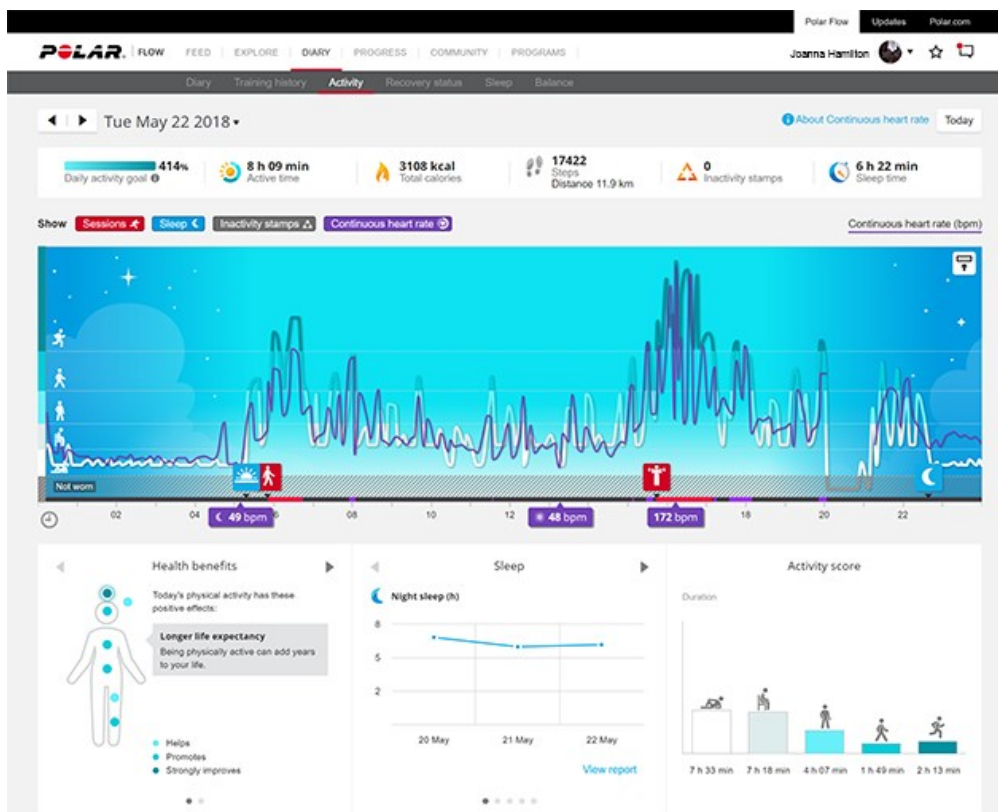 Polar Flow Updates Polar.com
POLAR. FLOW FEED EXPLORE DIARY PROGRESS COMMUNITY PROGRAMS Joanna Hamilton
Diary Training history Activity Recovery status Sleep Balance
Tue May 22 2018 About Continuous heart rate Today
414% 8 h 09 min 3108 kcal 17422 0 6 h 22 min
Daily activity goal Active time Total calories Steps Inactivity stamps Sleep time
Distance 11.9 km
Show Sessions Sleep Inactivity stamps Continuous heart rate Continuous heart rate (bpm)
Not worn
02 04 06 08 10 12 16 18 20 22
49 bpm 48 bpm 172 bpm
Health benefits Sleep Activity score
Today's physical activity has these
positive effects:
Longer life expectancy
Being physically active can add years
to your life.
Helps
Promotes
Strongly improves
Night sleep (h)
8
5
2
20 May 21 May 22 May
View report
Duration
7 h 33 min 7 h 18 min 4 h 07 min 1 h 49 min 2 h 13 min